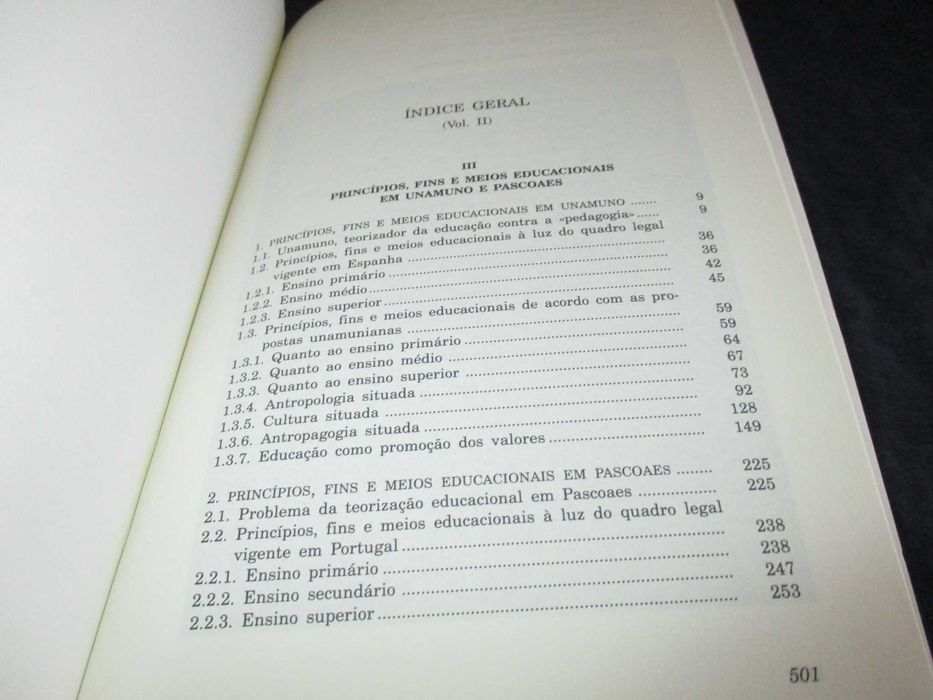 ÍNDICE GERAL
(Vol. II)
III
PRINCÍPIOS, FINS E MEIOS EDUCACIONAIS
EM UNAMUNO E PASCOAES
1. PRINCÍPIOS, FINS E MEIOS EDUCACIONAIS EM UNAMUNO ....... 9
1.1. Unamuno, teorizador da educação contra a «pedagogia»...... 9
1.2. Princípios, fins e meios educacionais à luz do quadro legal
vigente em Espanha ........ 36
1.2.1. Ensino primário ........ 36
1.2.2. Ensino médio ........ 42
1.2.3. Ensino superior ........ 45
1.3. Princípios, fins e meios educacionais de acordo com as pro-
postas unamunianas ........ 59
1.3.1. Quanto ao ensino primário ........ 59
1.3.2. Quanto ao ensino médio ........ 64
1.3.3. Quanto ao ensino superior ........ 67
1.3.4. Antropologia situada ........ 73
1.3.5. Cultura situada ........ 92
1.3.6. Antropagogia situada ........ 128
1.3.7. Educação como promoção dos valores ........ 149
2. PRINCÍPIOS, FINS E MEIOS EDUCACIONAIS EM PASCOAES ........ 225
2.1. Problema da teorização educacional em Pascoaes ........ 225
2.2. Princípios, fins e meios educacionais à luz do quadro legal
vigente em Portugal ........ 238
2.2.1. Ensino primário ........ 238
2.2.2. Ensino secundário ........ 247
2.2.3. Ensino superior ........ 253
501